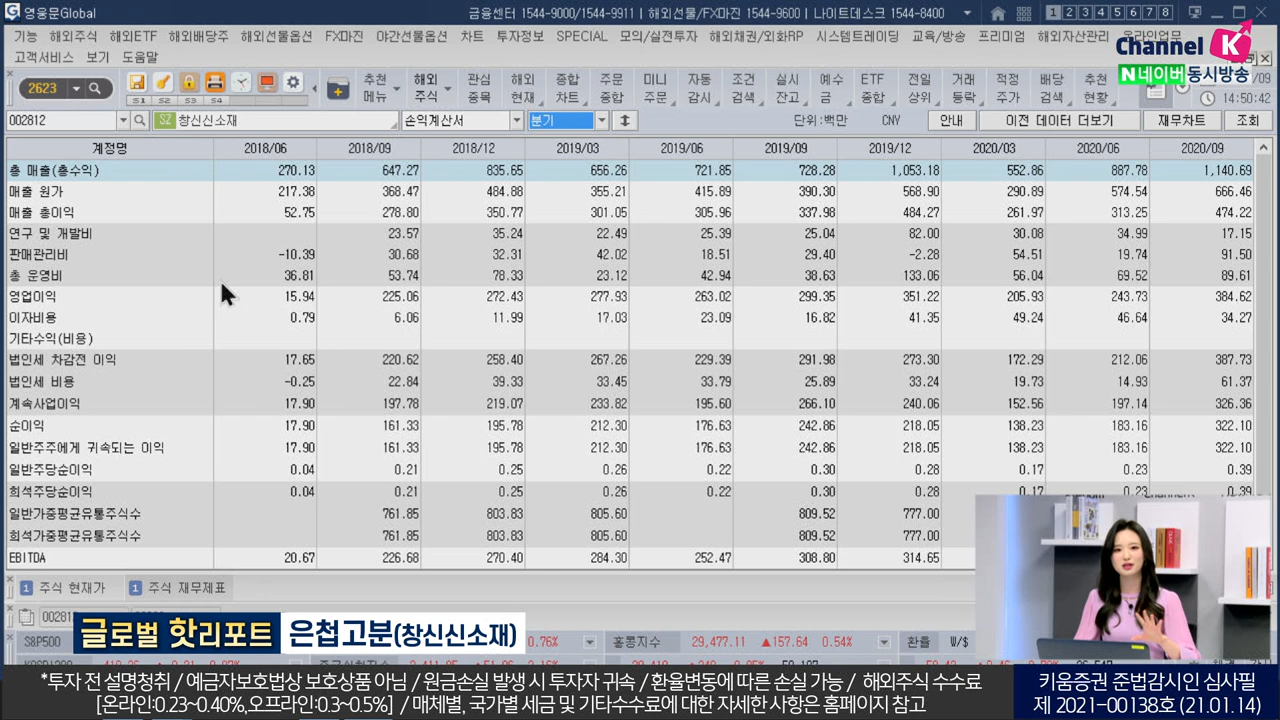 영웅문Global 금융센터 1544-9000/1544-9911 | 해외선물/FX마진 1544-9600 | 나이트데스크 1544-8400 1 2 3 4 5 6 7 8
기능 해외주식 해외ETF 해외배당주 해외선물옵션 FX마진 야간선물옵션 차트 투자정보 SPECIAL 모의/실전투자 해외채권/외화RP 시스템트레이딩 교육/방송 프리미엄 해외자산관리 온라인업무
고객서비스 보기 도움말
Channel K
N네이버 동시방송
2623 S1 S2 S3 S4 추천메뉴 해외주식 관심종목 해외현재 종합차트 주문종합 미니주문 자동감시 조건검색 실시잔고 예수금 ETF종합 전일상위 거래등락 적정주가 배당검색 추천현황 14:50:42
002812 SZ 창신신소재 손익계산서 분기 단위:백만 CNY 안내 이전 데이터 더보기 재무차트 조회
계정명 2018/06 2018/09 2018/12 2019/03 2019/06 2019/09 2019/12 2020/03 2020/06 2020/09
총 매출(총수익) 270.13 647.27 835.65 656.26 721.85 728.28 1,053.18 552.86 887.78 1,140.69
매출 원가 217.38 368.47 484.88 355.21 415.89 390.30 568.90 290.89 574.54 666.46
매출 총이익 52.75 278.80 350.77 301.05 305.96 337.98 484.27 261.97 313.25 474.22
연구 및 개발비 23.57 35.24 22.49 25.39 25.04 82.00 30.08 34.99 17.15
판매관리비 -10.39 30.68 32.31 42.02 18.51 29.40 -2.28 54.51 19.74 91.50
총 운영비 36.81 53.74 78.33 23.12 42.94 38.63 133.06 56.04 69.52 89.61
영업이익 15.94 225.06 272.43 277.93 263.02 299.35 351.22 205.93 243.73 384.62
이자비용 0.79 6.06 11.99 17.03 23.09 16.82 41.35 49.24 46.64 34.27
기타수익(비용)
법인세 차감전 이익 17.65 220.62 258.40 267.26 229.39 291.98 273.30 172.29 212.06 387.73
법인세 비용 -0.25 22.84 39.33 33.45 33.79 25.89 33.24 19.73 14.93 61.37
계속사업이익 17.90 197.78 219.07 233.82 195.60 266.10 240.06 152.56 197.14 326.36
순이익 17.90 161.33 195.78 212.30 176.63 242.86 218.05 138.23 183.16 322.10
일반주주에게 귀속되는 이익 17.90 161.33 195.78 212.30 176.63 242.86 218.05 138.23 183.16 322.10
일반주당순이익 0.04 0.21 0.25 0.26 0.22 0.30 0.28 0.17 0.23 0.39
희석주당순이익 0.04 0.21 0.25 0.26 0.22 0.30 0.28 0.17 0.23 0.39
일반가중평균유통주식수 761.85 803.83 805.60 809.52 777.00
희석가중평균유통주식수 761.85 803.83 805.60 809.52 777.00
EBITDA 20.67 226.68 270.40 284.30 252.47 308.80 314.65
1 주식 현재가 1 주식 재무제표
글로벌 핫리포트 은첩고분(창신신소재)
S&P500 0.76% 홍콩지수 29,477.11 ▲157.64 0.54% 환율 W/$
*투자 전 설명청취 / 예금자보호법상 보호상품 아님 / 원금손실 발생 시 투자자 귀속 / 환율변동에 따른 손실 가능 / 해외주식 수수료
[온라인:0.23~0.40%,오프라인:0.3~0.5%] / 매체별, 국가별 세금 및 기타수수료에 대한 자세한 사항은 홈페이지 참고
키움증권 준법감시인 심사필
제 2021-00138호 (21.01.14)